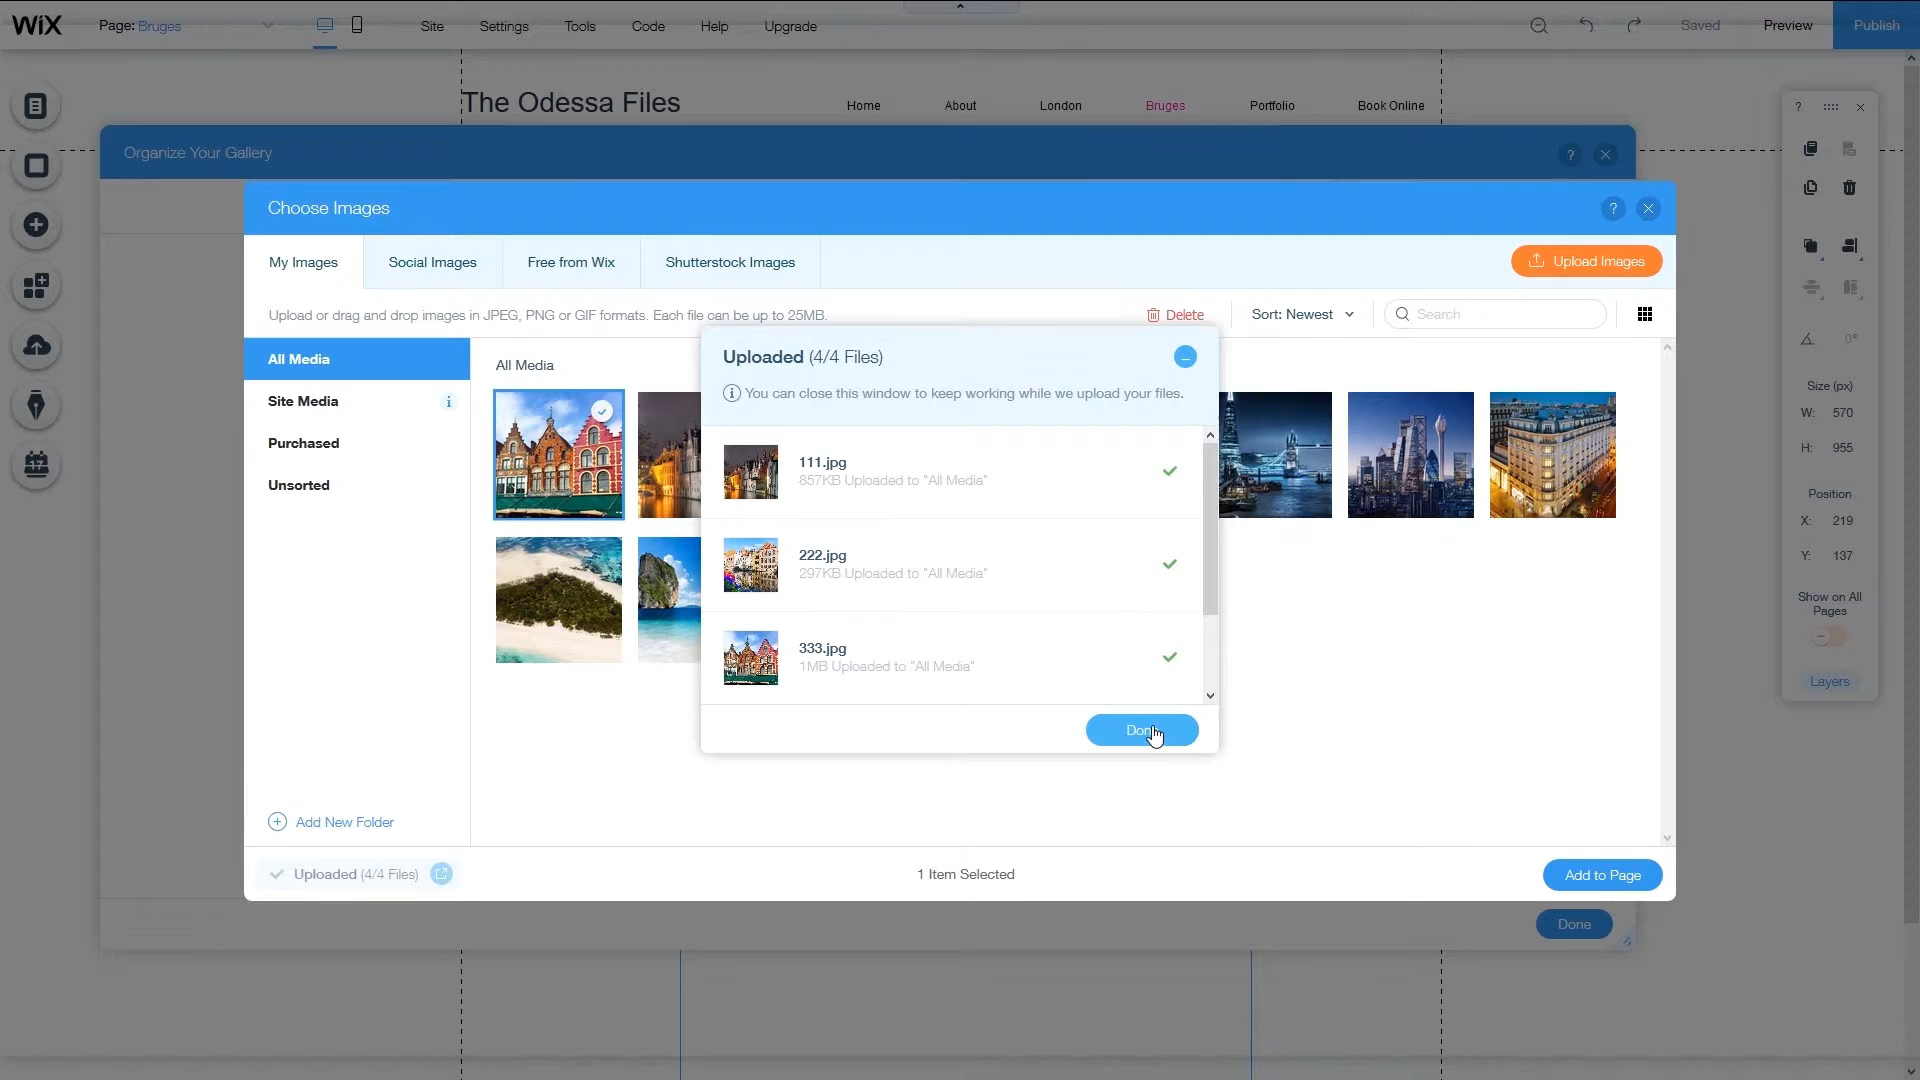 WiX
Page: Bruges
Site
Settings
Tools
Code
Help
Upgrade
Saved
Preview
Publish
The Odessa Files
Home
About
London
Bruges
Portfolio
Book Online
Organize Your Gallery
?
?
Choose Images
?
My Images
Social Images
Free from Wix
Shutterstock Images
Upload Images
Upload or drag and drop images in JPEG, PNG or GIF formats. Each file can be up to 25MB.
Delete
Sort: Newest
Search
All Media
Site Media
i
Purchased
Unsorted
All Media
Uploaded (4/4 Files)
i You can close this window to keep working while we upload your files.
111.jpg
857KB Uploaded to "All Media"
222.jpg
297KB Uploaded to "All Media"
333.jpg
1MB Uploaded to "All Media"
Add New Folder
Uploaded (4/4 Files)
1 Item Selected
Add to Page
Done
0°
Size (px)
W: 570
H: 955
Position
X: 219
Y: 137
Show on All
Pages
Layers
17